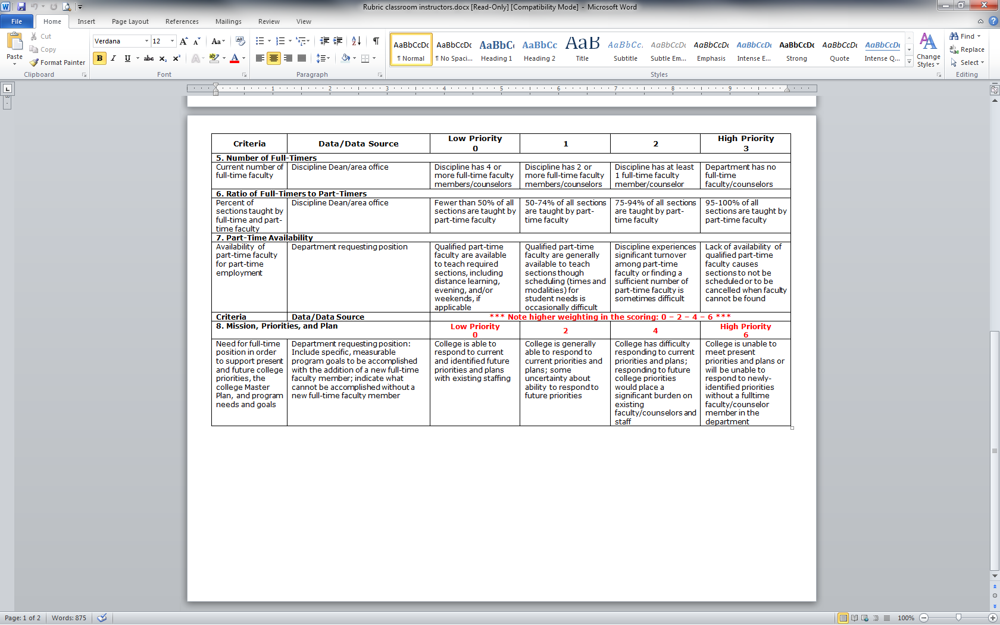 Rubric classroom instructors.docx [Read-Only] [Compatibility Mode] - Microsoft Word
File Home Insert Page Layout References Mailings Review View
Paste
Cut
Copy
Format Painter
Clipboard
Verdana 12
Font
Paragraph
AaBbCcDc AaBbCcDc AaBbC AaBbCc AaB AaBbCc. AaBbCcDc AaBbCcDc AaBbCcDc AaBbCcDc AaBbCcDc AaBbCcDc
¶ Normal ¶ No Spaci... Heading 1 Heading 2 Title Subtitle Subtle Em... Emphasis Intense E... Strong Quote Intense Q...
Styles
Change
Styles
Find
Replace
Select
Editing
1 2 3 4 5 6 7 8 9
Criteria Data/Data Source Low Priority 1 2 High Priority
0 3
5. Number of Full-Timers
Current number of Discipline Dean/area office Discipline has 4 or Discipline has 2 or Discipline has at least Department has no
full-time faculty more full-time faculty more full-time faculty 1 full-time faculty full-time
members/counselors members/counselors member/counselor faculty/counselors
6. Ratio of Full-Timers to Part-Timers
Percent of Discipline Dean/area office Fewer than 50% of all 50-74% of all sections 75-94% of all sections 95-100% of all
sections taught by sections are taught by are taught by part- are taught by part- sections are taught by
full-time and part- part-time faculty time faculty time faculty part-time faculty
time faculty
7. Part-Time Availability
Availability of Department requesting position Qualified part-time Qualified part-time Discipline experiences Lack of availability of
part-time faculty faculty are available faculty are generally significant turnover qualified part-time
for part-time to teach required available to teach among part-time faculty causes
employment sections, including sections though faculty or finding a sections to not be
distance learning, scheduling (times and sufficient number of scheduled or to be
evening, and/or modalities) for part-time faculty is cancelled when faculty
weekends, if student needs is sometimes difficult cannot be found
applicable occasionally difficult
Criteria Data/Data Source *** Note higher weighting in the scoring: 0 – 2 – 4 – 6 ***
8. Mission, Priorities, and Plan Low Priority 2 4 High Priority
0 6
Need for full-time Department requesting position: College is able to College is generally College has difficulty College is unable to
position in order Include specific, measurable respond to current able to respond to responding to current meet present
to support present program goals to be accomplished and identified future current priorities and priorities and plans; priorities and plans or
and future college with the addition of a new full-time priorities and plans plans; some responding to future will be unable to
priorities, the faculty member; indicate what with existing staffing uncertainty about college priorities respond to newly-
college Master cannot be accomplished without a ability to respond to would place a identified priorities
Plan, and program new full-time faculty member future priorities significant burden on without a fulltime
needs and goals existing faculty/counselor
faculty/counselors and member in the
staff department
Page: 1 of 2 Words: 875 100%